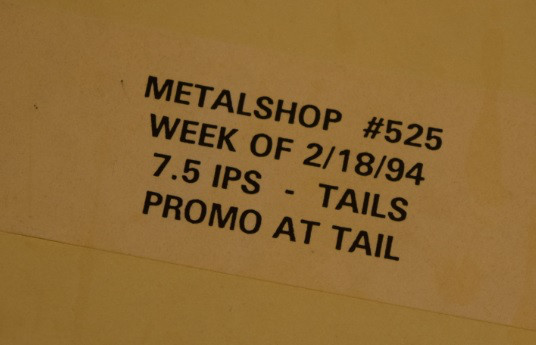 METALSHOP #525
WEEK OF 2/18/94
7.5 IPS - TAILS
PROMO AT TAIL